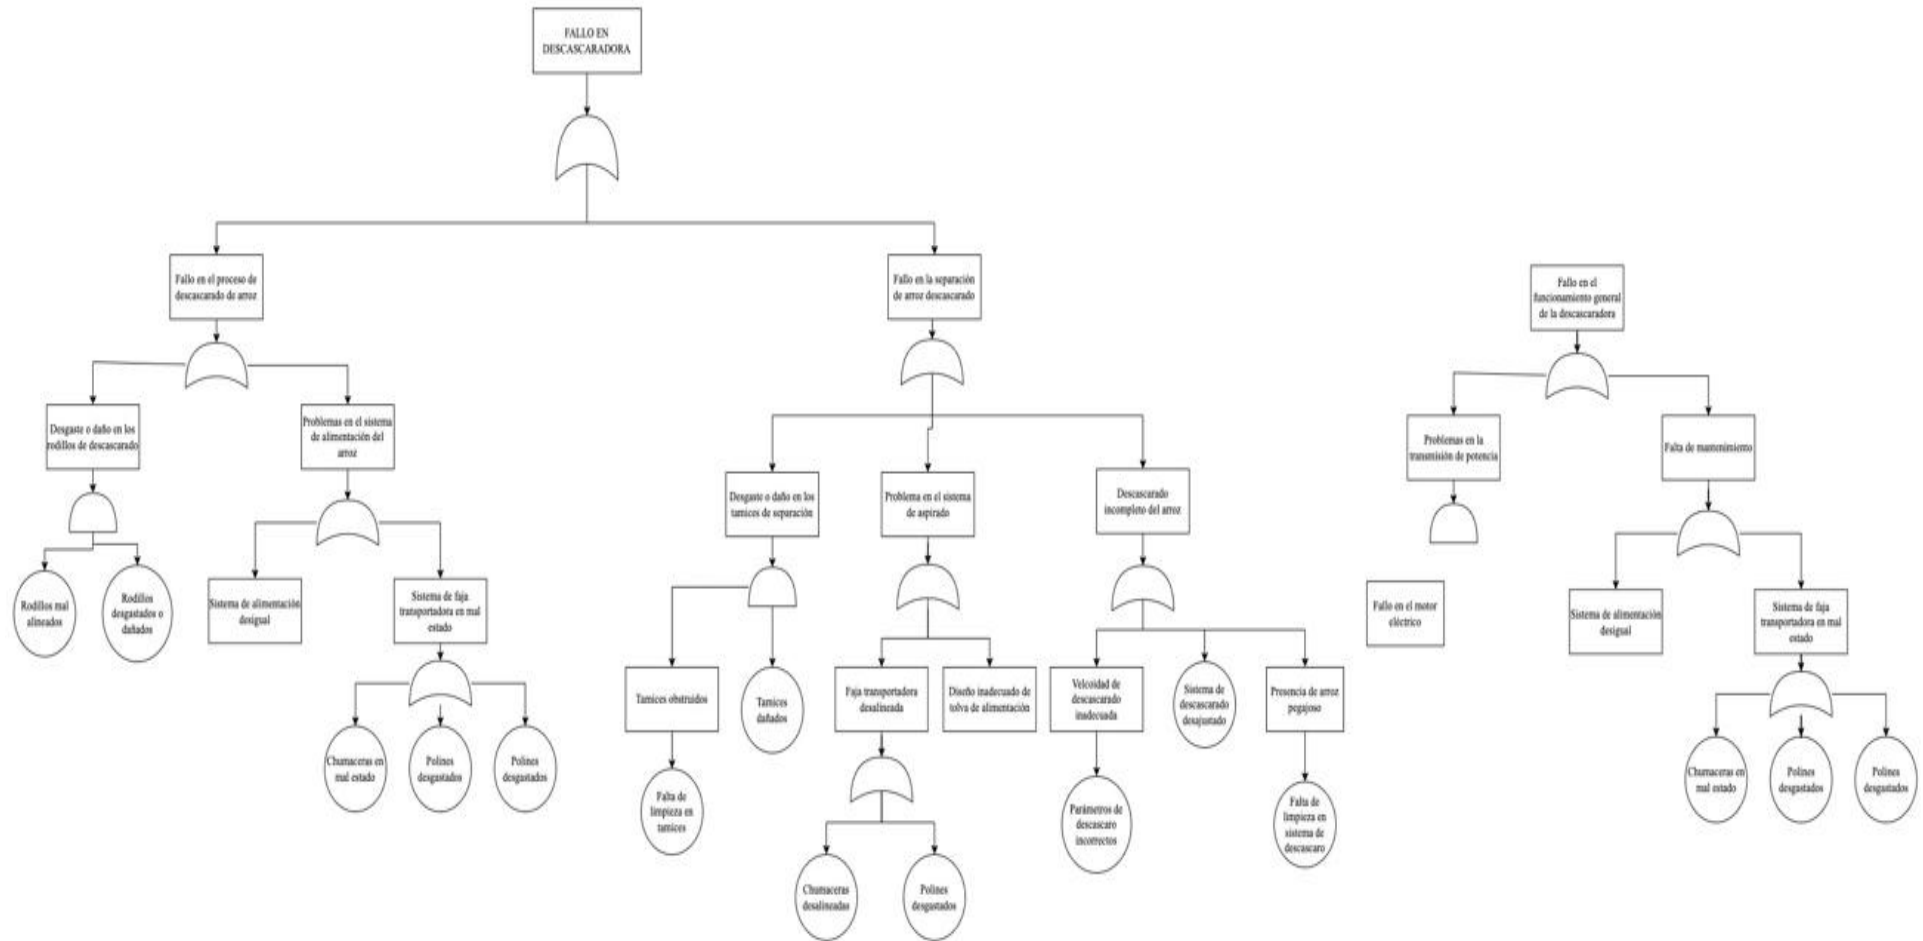 FALLO EN
DESCASCARADORA
Fallo en el proceso de
descascarado de arroz
Fallo en la separación
de arroz descascarado
Fallo en el
funcionamiento general
de la descascaradora
Desgaste o daño en los
rodillos de descascarado
Problemas en el sistema
de alimentación del
arroz
Problemas en la
transmisión de potencia
Falta de mantenimiento
Desgaste o daño en los
tamices de separación
Problema en el sistema
de aspirado
Descascarado
incompleto del arroz
Rodillos mal
alineados
Rodillos
desgastados o
dañados
Sistema de alimentación
desigual
Sistema de faja
transportadora en mal
estado
Fallo en el motor
eléctrico
Sistema de alimentación
desigual
Sistema de faja
transportadora en mal
estado
Tamices obstruidos
Tamices
dañados
Faja transportadora
desalineada
Diseño inadecuado de
tolva de alimentación
Velcoidad de
descascarado
inadecuada
Sistema de
descascarado
desajustado
Presencia de arroz
pegajoso
Chumaceras en
mal estado
Polines
desgastados
Polines
desgastados
Chumaceras en
mal estado
Polines
desgastados
Polines
desgastados
Falta de
limpieza en
tamices
Parámetros de
descascaro
incorrectos
Falta de
limpieza en
sistema de
descascaro
Chumaceras
desalineadas
Polines
desgastados